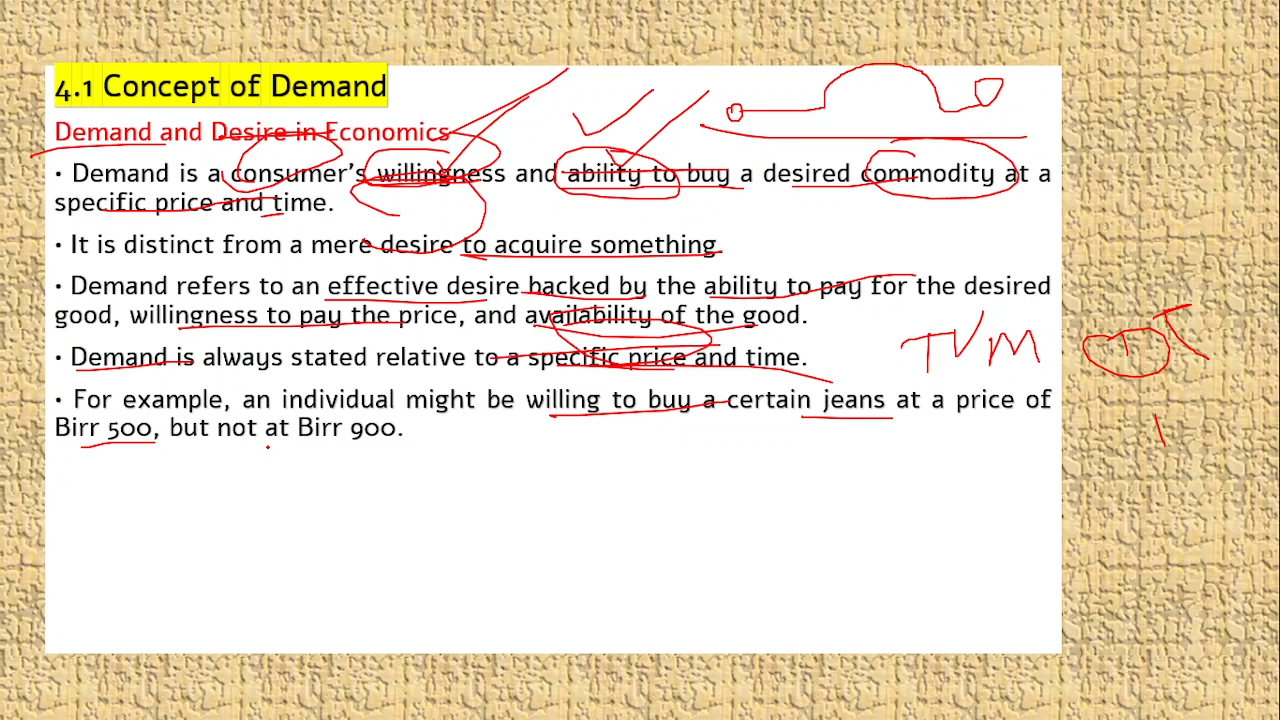 4.1 Concept of Demand
Demand and Desire in Economics
• Demand is a consumer's willingness and ability to buy a desired commodity at a
specific price and time.
• It is distinct from a mere desire to acquire something.
• Demand refers to an effective desire hacked by the ability to pay for the desired
good, willingness to pay the price, and availability of the good.
TVM
• Demand is always stated relative to a specific price and time.
• For example, an individual might be willing to buy a certain jeans at a price of
Birr 500, but not at Birr 900.